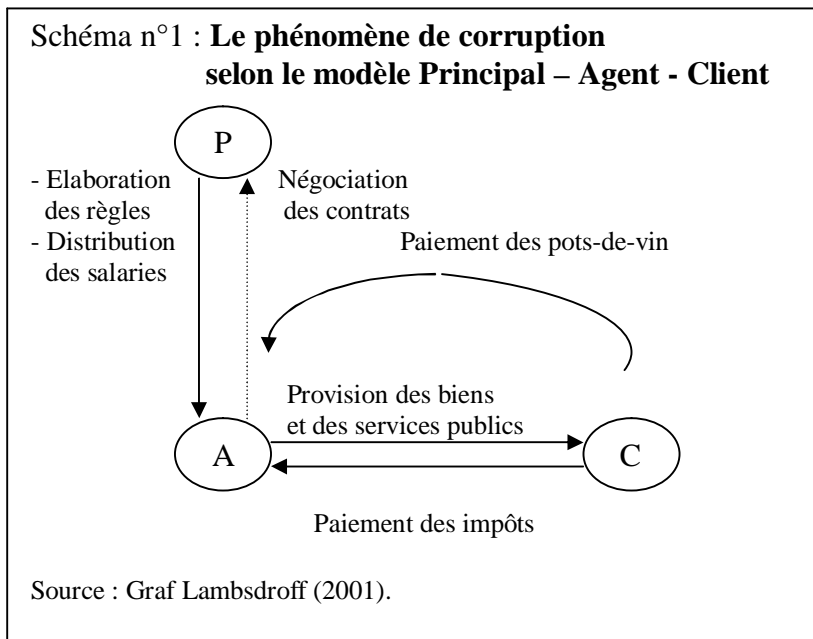 Schéma n°1 : Le phénomène de corruption
selon le modèle Principal – Agent - Client
P
- Elaboration
des règles
- Distribution
des salaries
Négociation
des contrats
Paiement des pots-de-vin
Provision des biens
et des services publics
A
C
Paiement des impôts
Source : Graf Lambsdroff (2001).